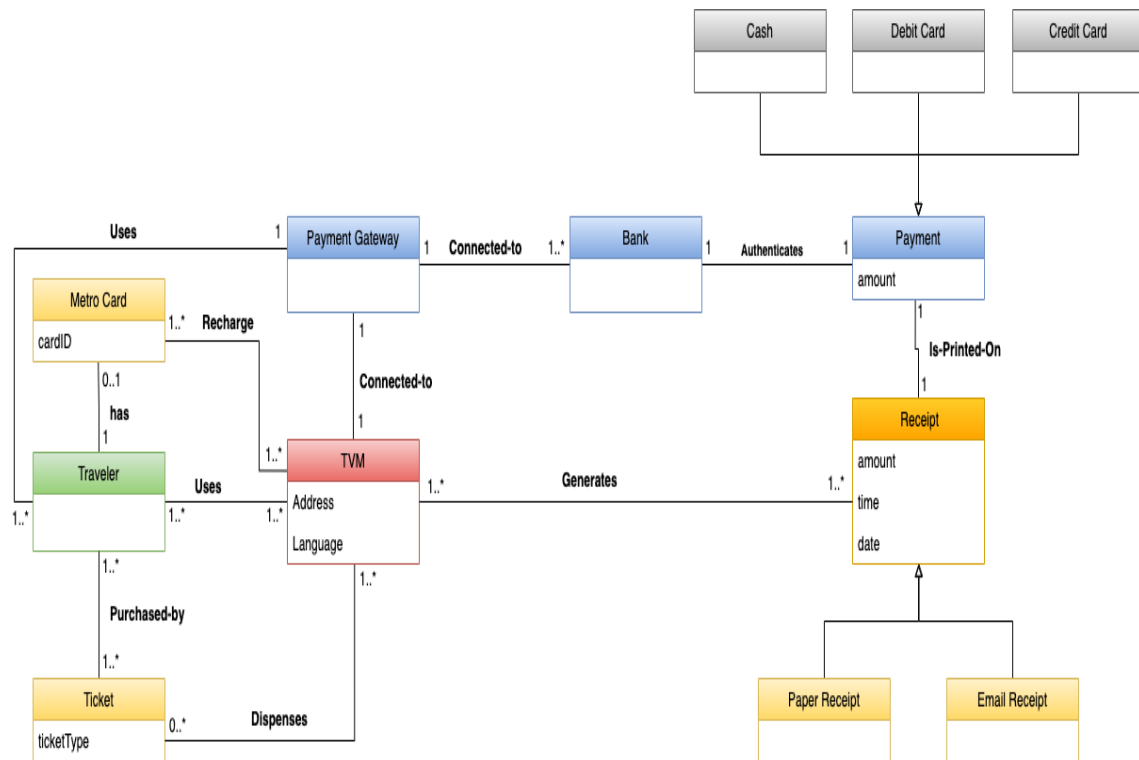 Cash
Debit Card
Credit Card
Uses
1
Payment Gateway
1
Connected-to
1..*
Bank
1
Authenticates
1
Payment
amount
Metro Card
cardID
1..*
Recharge
1
1
Is-Printed-On
0..1
Connected-to
has
1
1
1
Receipt
Traveler
1..*
TVM
amount
Uses
Address
1..*
Generates
1..*
time
1..*
1..*
1..*
Language
date
1..*
1..*
Purchased-by
1..*
Ticket
0..*
Dispenses
ticketType
Paper Receipt
Email Receipt